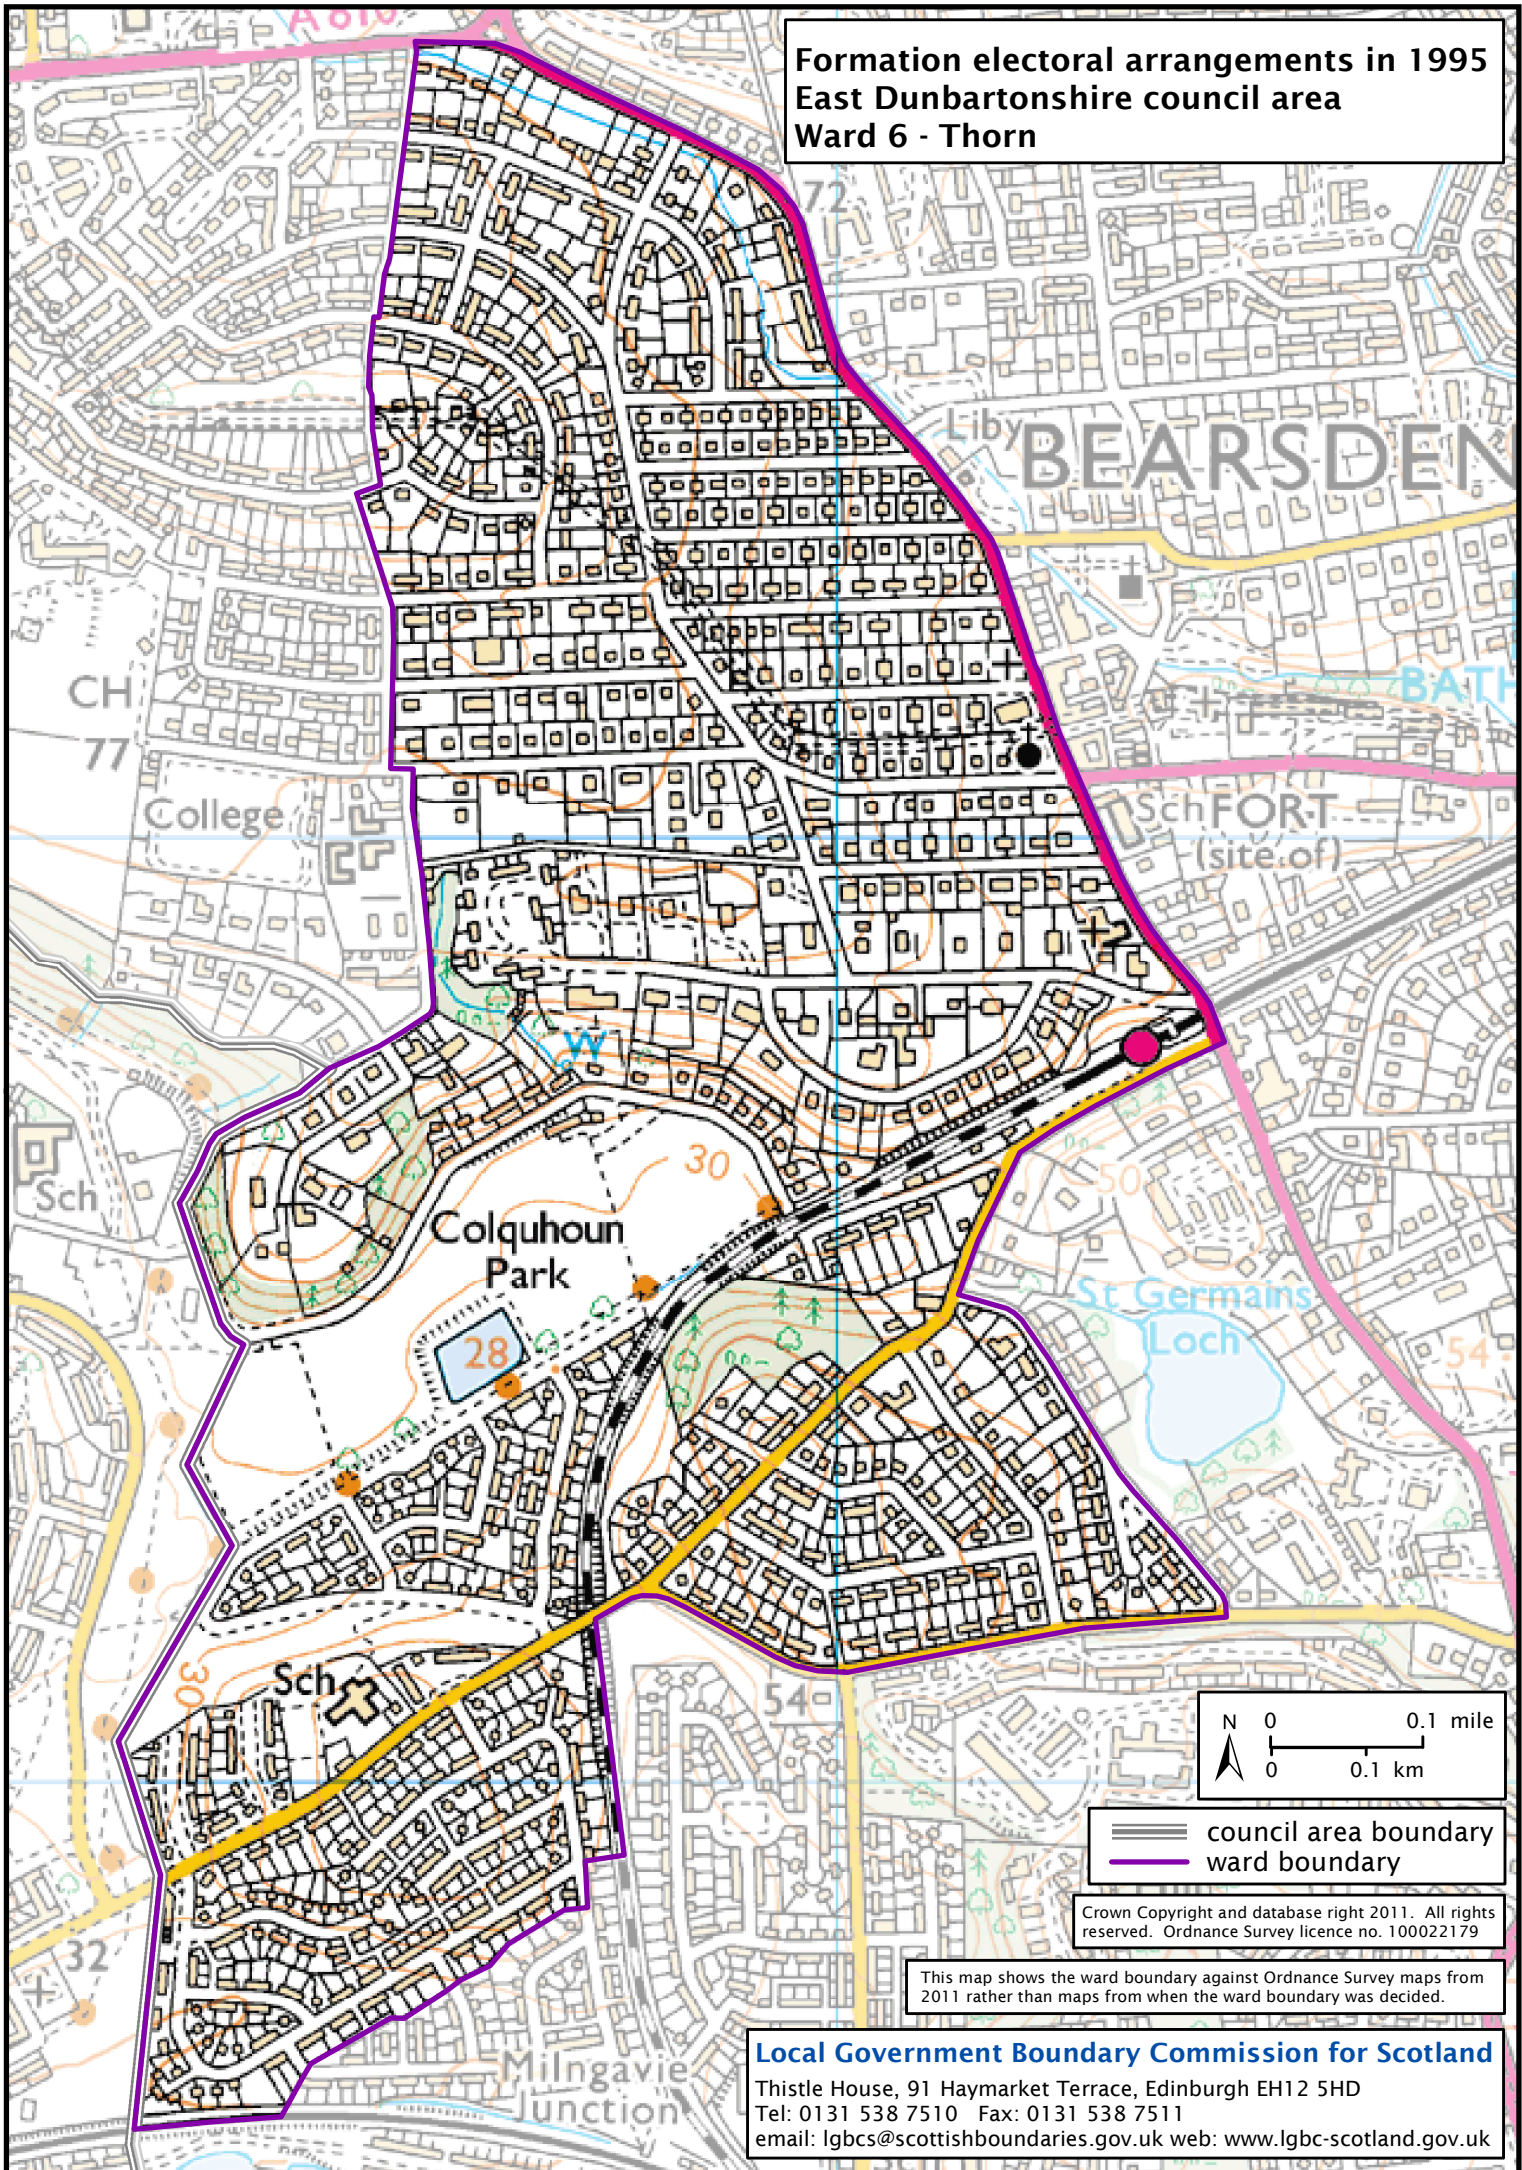 A810
Formation electoral arrangements in 1995
East Dunbartonshire council area
Ward 6 - Thorn
72
Liby
BEARSDEN
CH
77
BATH
College
Sch
FORT
(site of)
W
Sch
30
50
Colquhoun
Park
St Germains
Loch
28
54
30
Sch
54
N 0 0.1 mile
0 0.1 km
council area boundary
ward boundary
Crown Copyright and database right 2011. All rights
reserved. Ordnance Survey licence no. 100022179
32
This map shows the ward boundary against Ordnance Survey maps from
2011 rather than maps from when the ward boundary was decided.
Milngavie
Junction
Local Government Boundary Commission for Scotland
Thistle House, 91 Haymarket Terrace, Edinburgh EH12 5HD
Tel: 0131 538 7510 Fax: 0131 538 7511
email: lgbcs@scottishboundaries.gov.uk web: www.lgbc-scotland.gov.uk